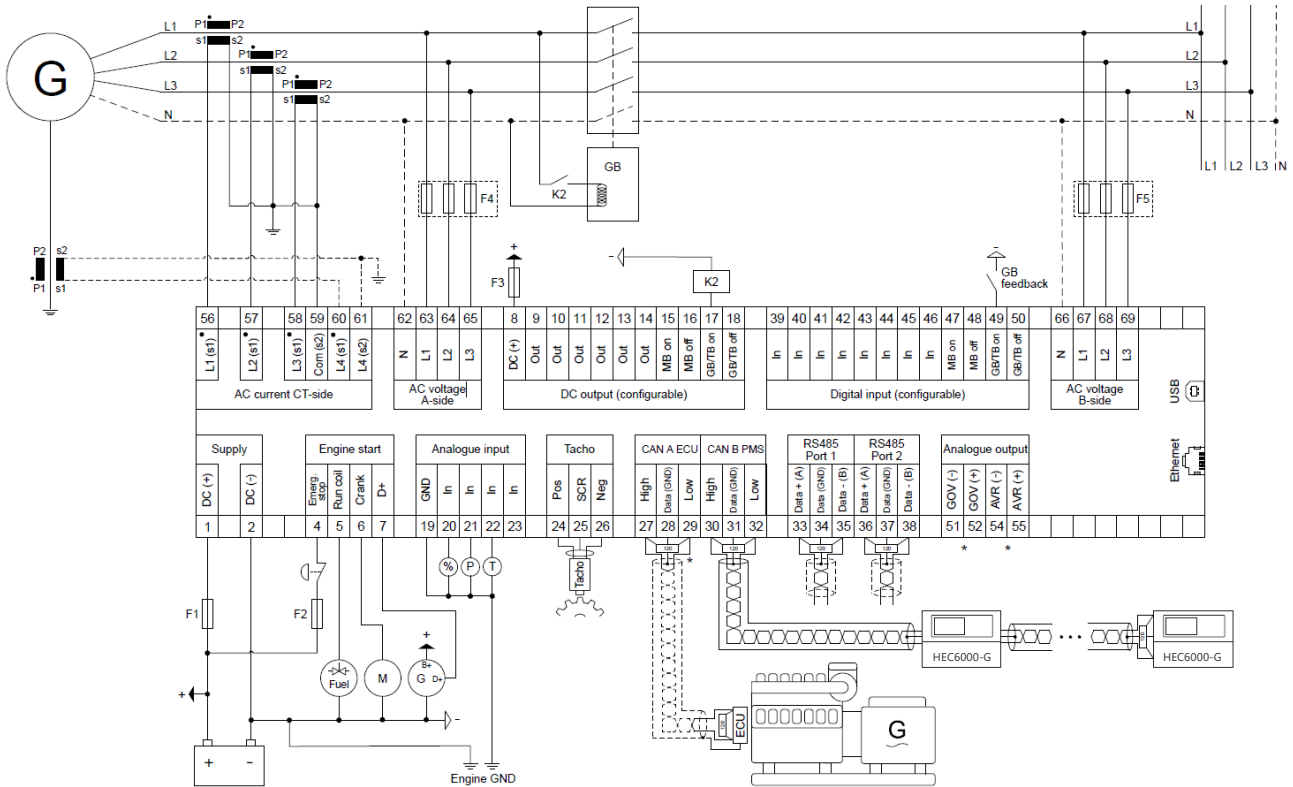 P1 P2
L1
s1 s2
P1 P2
L2
s1 s2
P1 P2
L3
s1 s2
N
G
L1
L2
L3
N
GB
K2
F4
F5
L1 L2 L3 N
P2 s2
P1 s1
+
F3
-
K2
-
GB
feedback
56 57 58 59 60 61 62 63 64 65 8 9 10 11 12 13 14 15 16 17 18 39 40 41 42 43 44 45 46 47 48 49 50 66 67 68 69
L1 (s1)
L2 (s1)
L3 (s1)
Com (s2)
L4 (s1)
L4 (s2)
N
L1
L2
L3
DC (+)
Out
Out
Out
Out
Out
Out
MB on
MB off
GB/TB on
GB/TB off
In
In
In
In
In
In
In
In
MB on
MB off
GB/TB on
GB/TB off
N
L1
L2
L3
AC current CT-side
AC voltage
A-side
DC output (configurable)
Digital input (configurable)
AC voltage
B-side
USB
Ethernet
Supply
Engine start
Analogue input
Tacho
CAN A ECU
CAN B PMS
RS485
Port 1
RS485
Port 2
Analogue output
DC (+)
DC (-)
Emerg.
stop
Run coil
Crank
D+
GND
In
In
In
In
Pos
SCR
Neg
High
Data (GND)
Low
High
Data (GND)
Low
Data + (A)
Data (GND)
Data - (B)
Data + (A)
Data (GND)
Data - (B)
GOV (-)
GOV (+)
AVR (-)
AVR (+)
1 2 4 5 6 7 19 20 21 22 23 24 25 26 27 28 29 30 31 32 33 34 35 36 37 38 51 52 54 55
120
120
120
120
*
*
*
% P T
Tacho
F1
F2
+
Fuel
M
B+
G D+
+
-
+ -
Engine GND
120
ECU
G
HEC6000-G
120
HEC6000-G